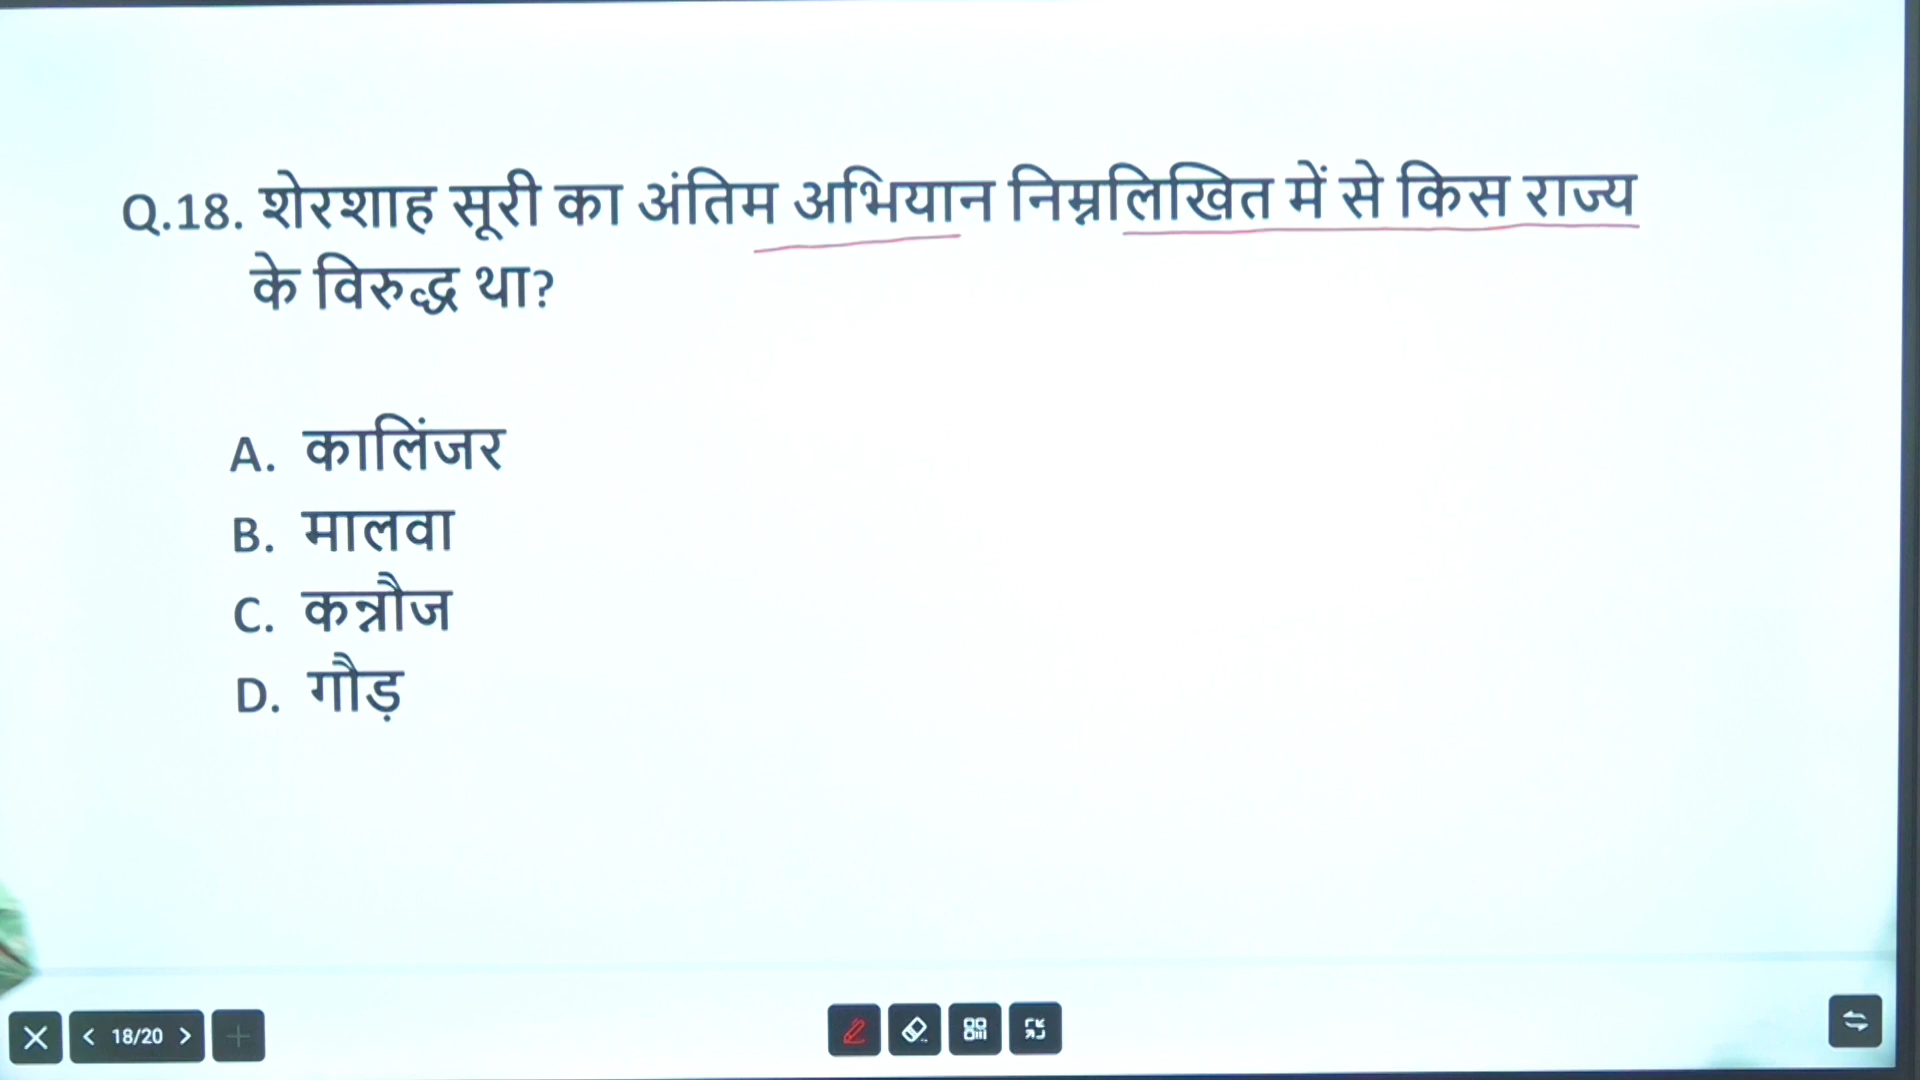 Q.18. शेरशाह सूरी का अंतिम अभियान निम्नलिखित में से किस राज्य
के विरुद्ध था?
A. कालिंजर
B. मालवा
C. कन्नौज
D. गौड़
18/20